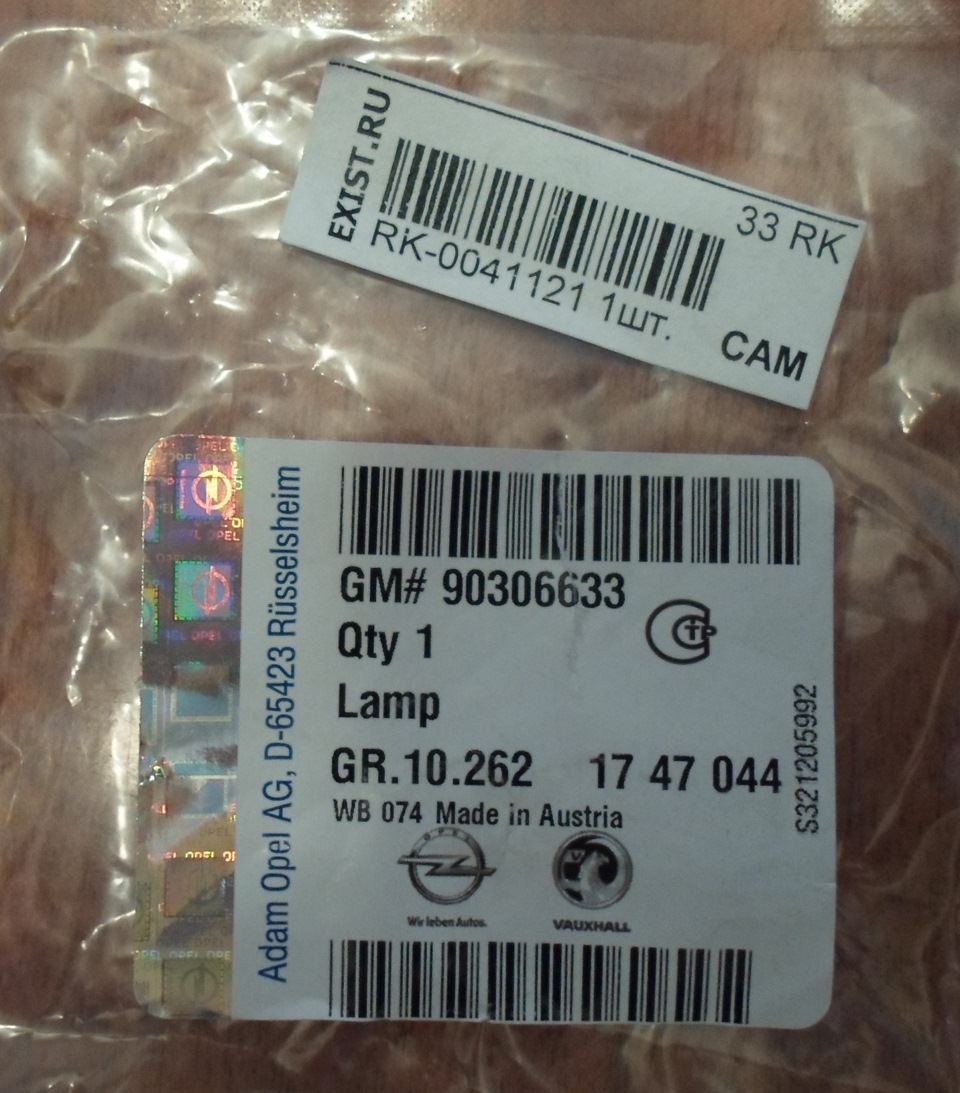 EXIST.RU
33 RK
RK-0041121 1шт.
CAM
Adam Opel AG, D-65423 Rüsselsheim
GM# 90306633
Qty 1
Lamp
GR.10.262 17 47 044
WB 074 Made in Austria
S321205992
OPEL
Wir leben Autos.
VAUXHALL